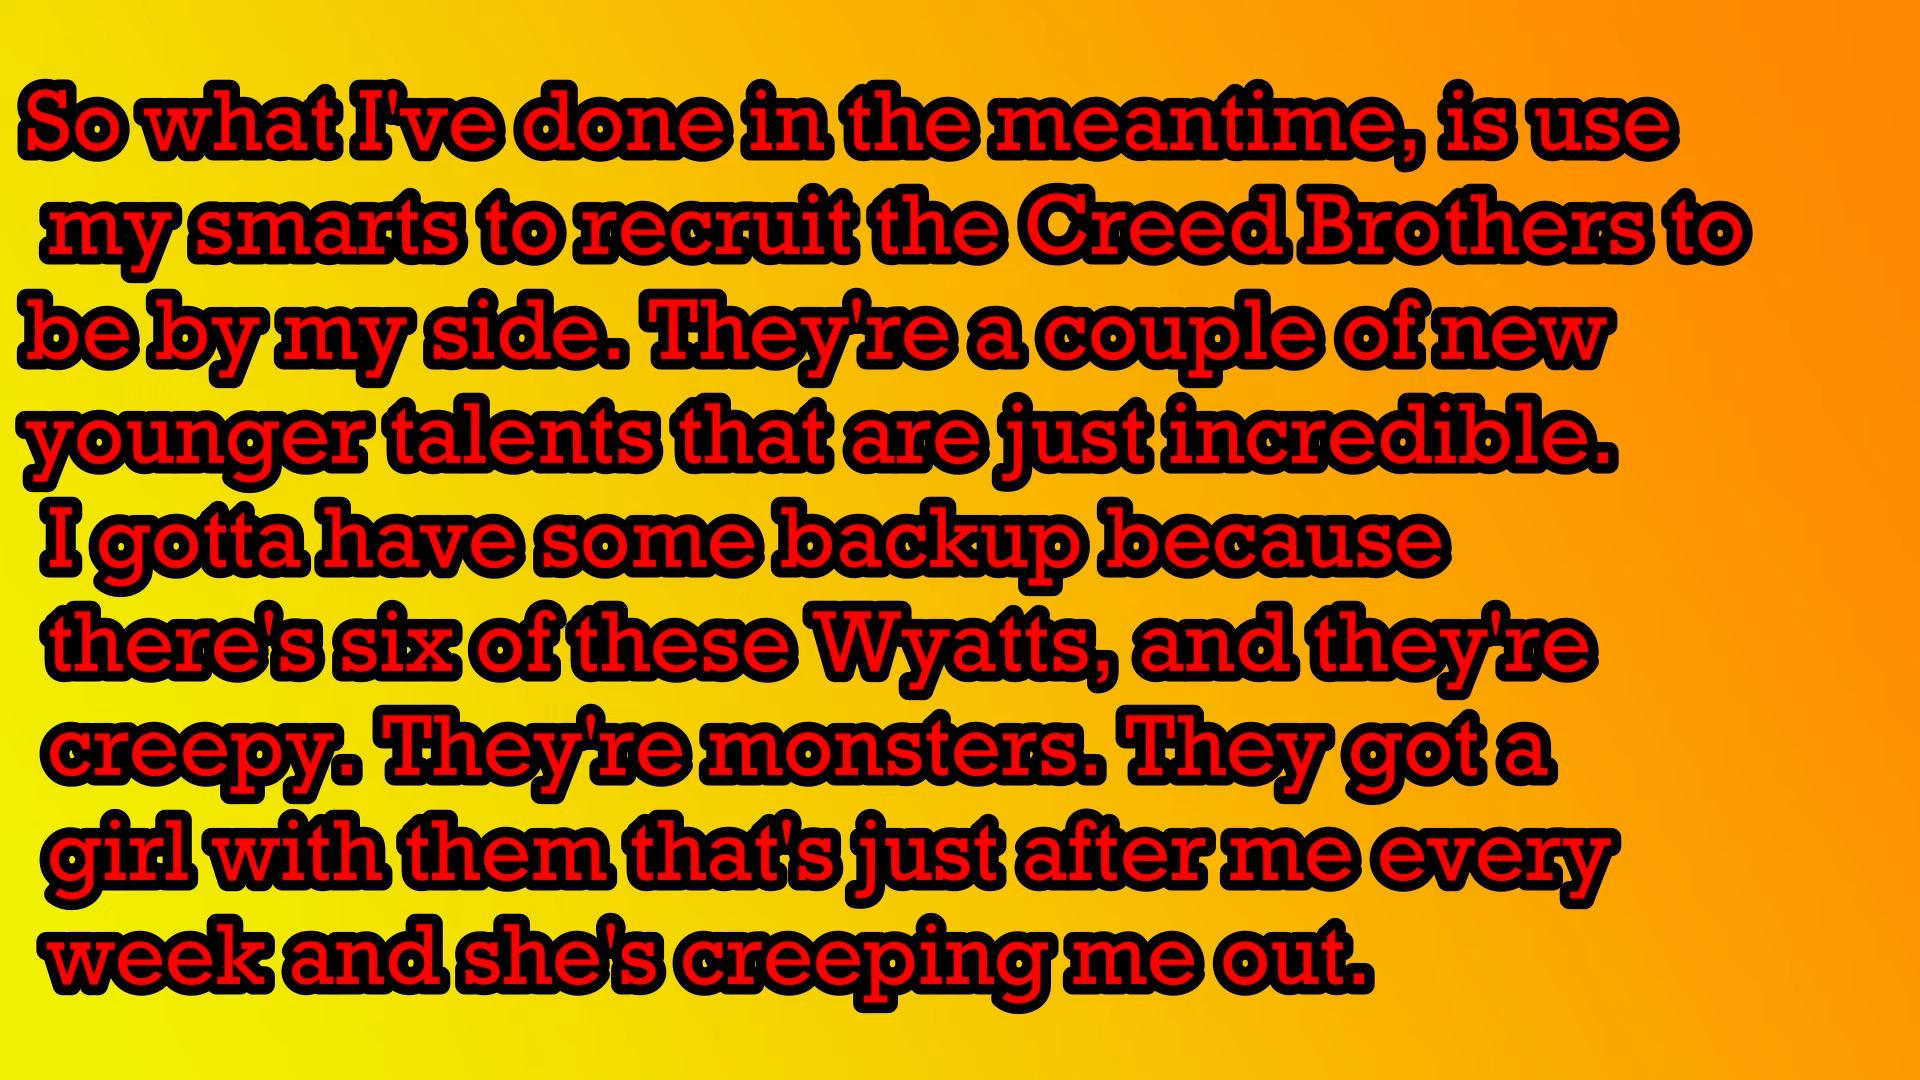 So what I've done in the meantime, is use
my smarts to recruit the Creed Brothers to
be by my side. They're a couple of new
younger talents that are just incredible.
I gotta have some backup because
there's six of these Wyatts, and they're
creepy. They're monsters. They got a
girl with them that's just after me every
week and she's creeping me out.